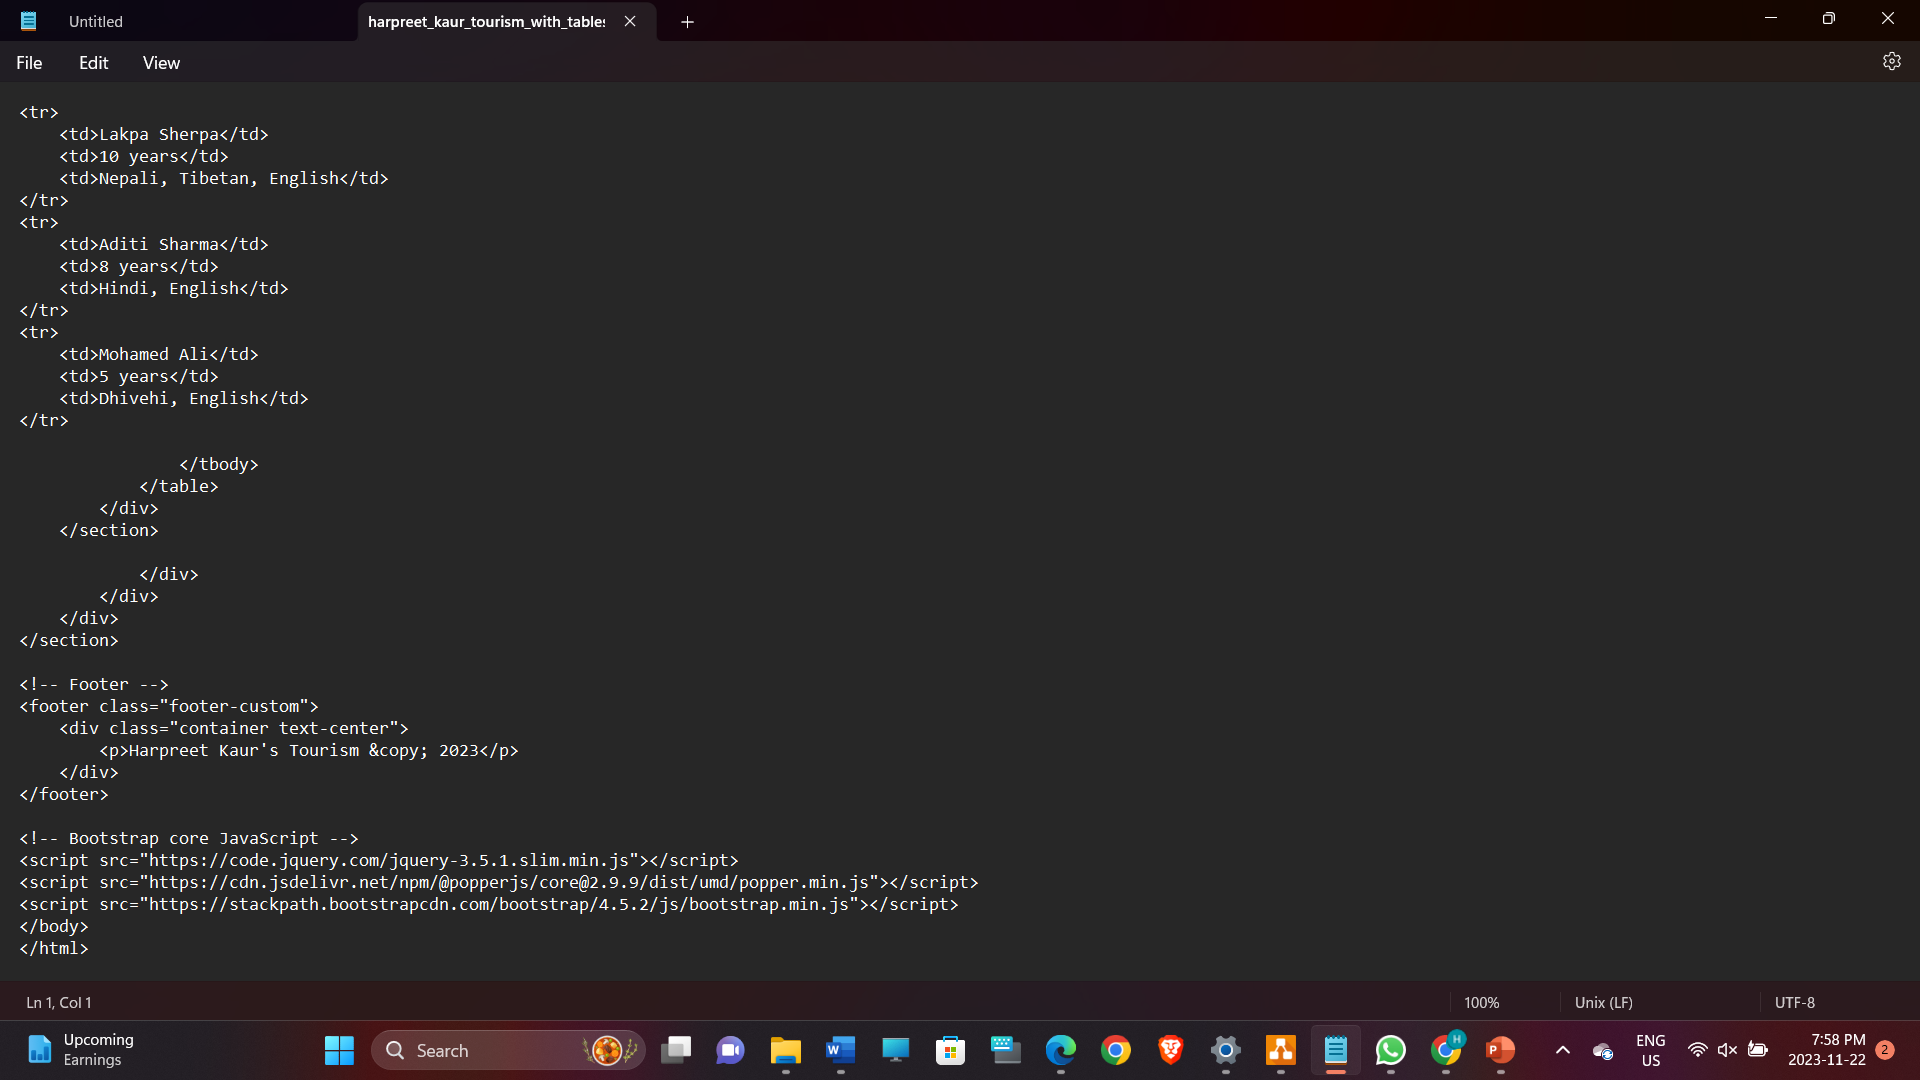 Untitled
harpreet_kaur_tourism_with_tables
File Edit View
<tr>
    <td>Lakpa Sherpa</td>
    <td>10 years</td>
    <td>Nepali, Tibetan, English</td>
</tr>
<tr>
    <td>Aditi Sharma</td>
    <td>8 years</td>
    <td>Hindi, English</td>
</tr>
<tr>
    <td>Mohamed Ali</td>
    <td>5 years</td>
    <td>Dhivehi, English</td>
</tr>
                </tbody>
            </table>
        </div>
    </section>
            </div>
        </div>
    </div>
</section>
<!-- Footer -->
<footer class="footer-custom">
    <div class="container text-center">
        <p>Harpreet Kaur's Tourism &copy; 2023</p>
    </div>
</footer>
<!-- Bootstrap core JavaScript -->
<script src="https://code.jquery.com/jquery-3.5.1.slim.min.js"></script>
<script src="https://cdn.jsdelivr.net/npm/@popperjs/core@2.9.9/dist/umd/popper.min.js"></script>
<script src="https://stackpath.bootstrapcdn.com/bootstrap/4.5.2/js/bootstrap.min.js"></script>
</body>
</html>
Ln 1, Col 1 100% Unix (LF) UTF-8
Upcoming
Earnings
Search
W
H
P
ENG
US
7:58 PM
2023-11-22
2